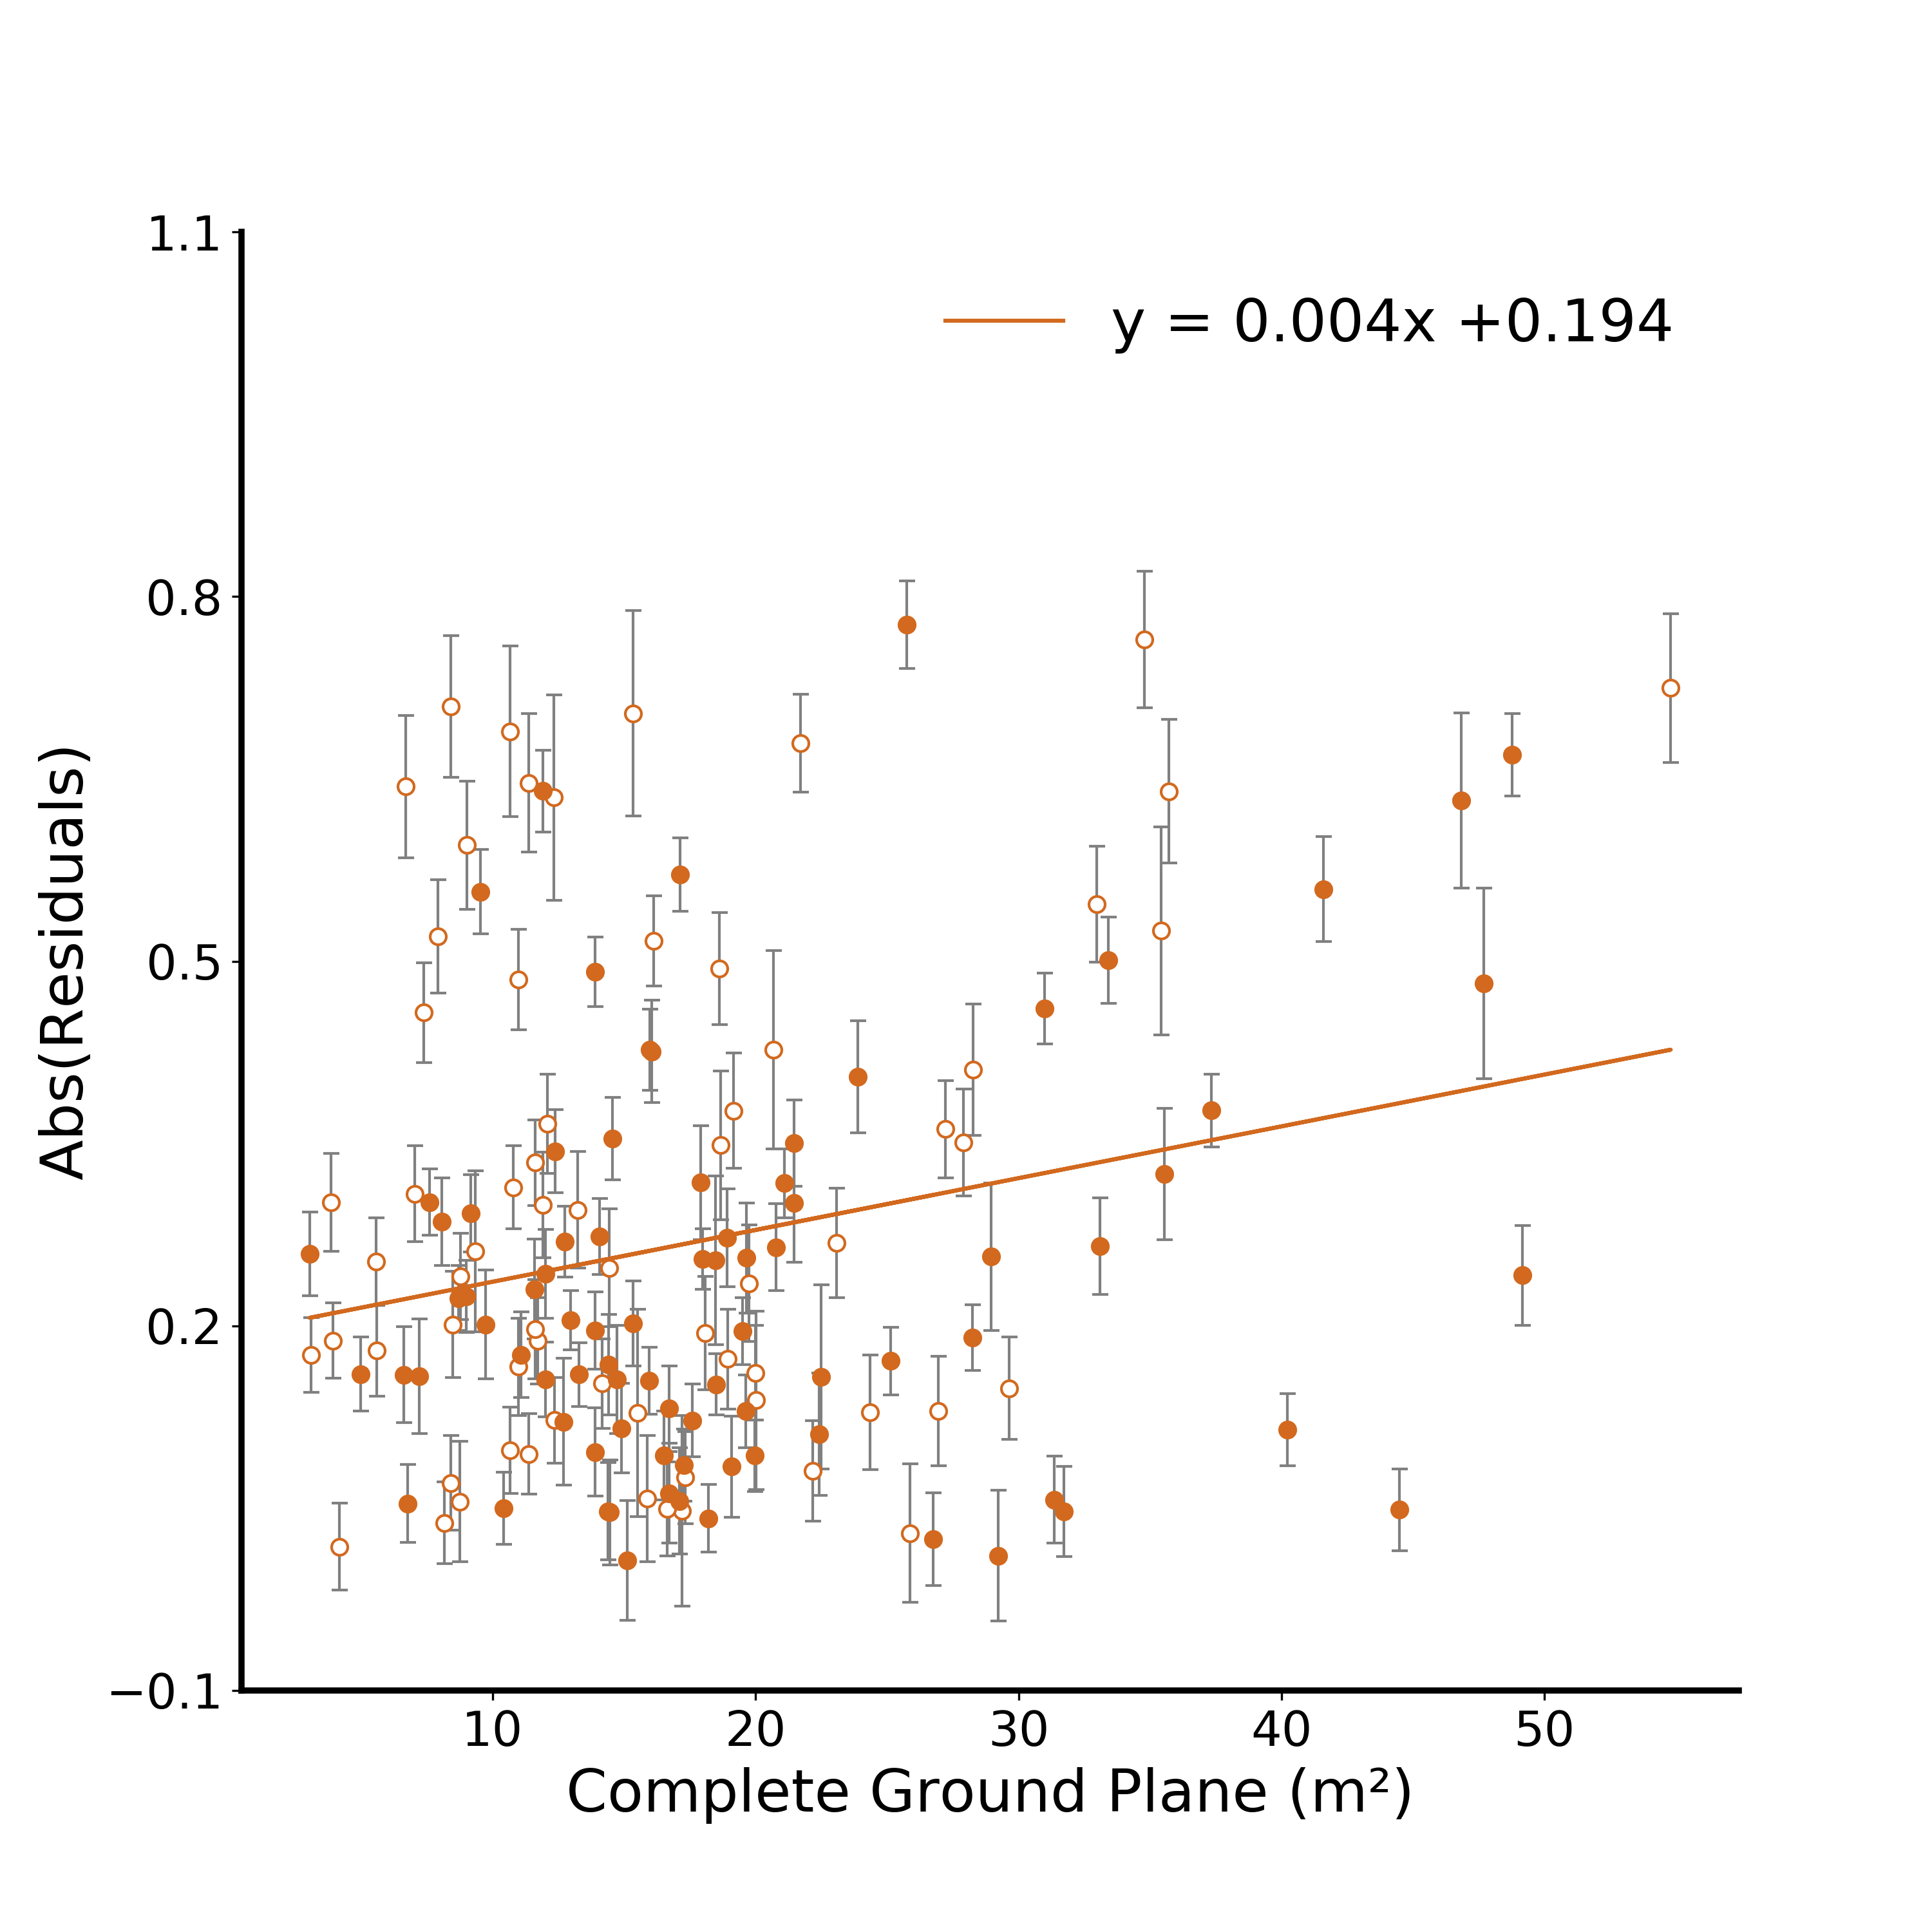 1.1
y = 0.004x +0.194
0.8
0.5
0.2
−0.1
Abs(Residuals)
10 20 30 40 50
Complete Ground Plane (m²)